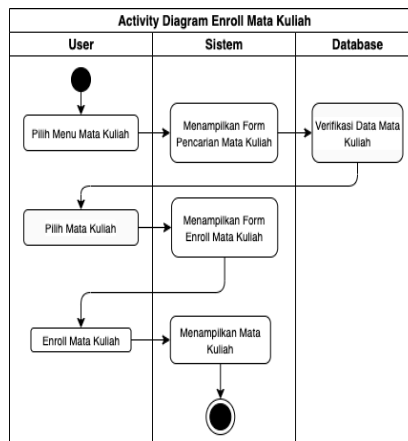 Activity Diagram Enroll Mata Kuliah
User
Sistem
Database
Pilih Menu Mata Kuliah
Menampilkan Form
Pencarian Mata Kuliah
Verifikasi Data Mata
Kuliah
Pilih Mata Kuliah
Menampilkan Form
Enroll Mata Kuliah
Enroll Mata Kuliah
Menampilkan Mata
Kuliah